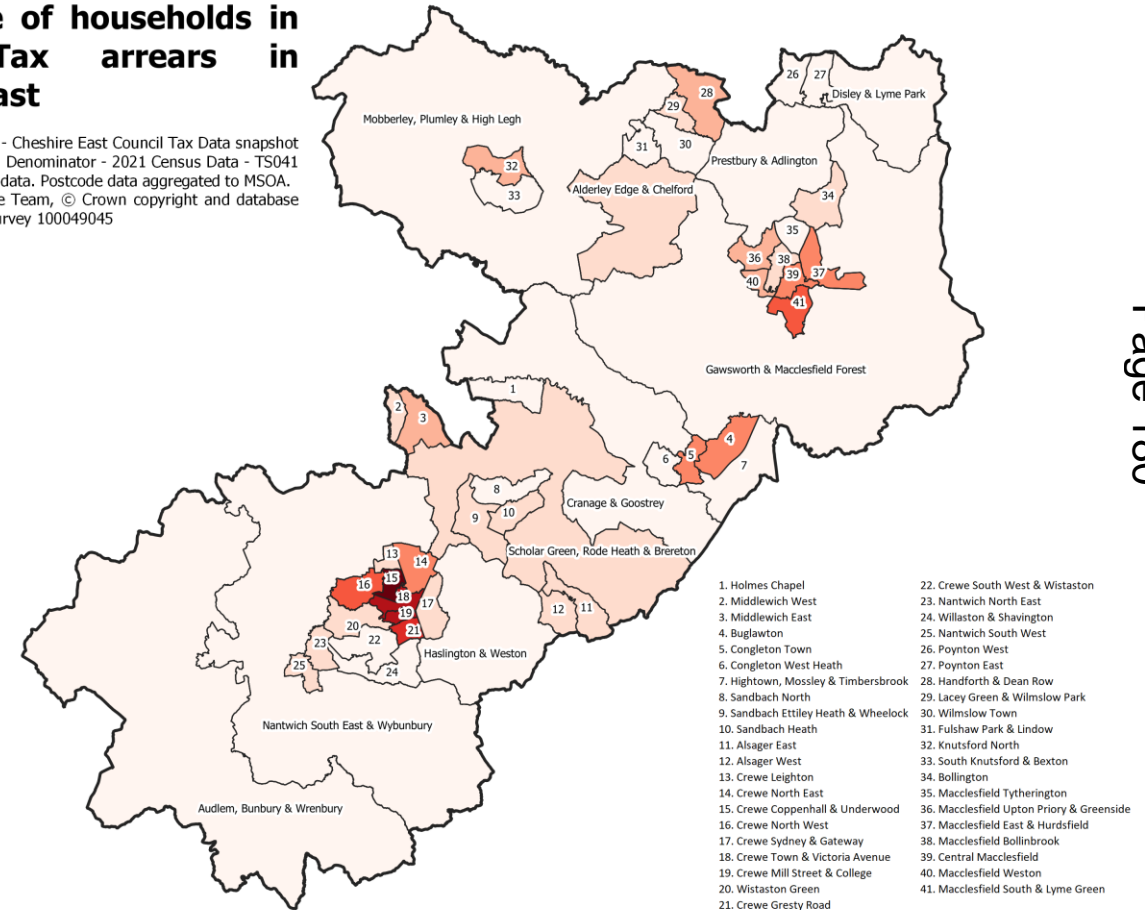 of households in
Tax arrears in
- Cheshire East Council Tax Data snapshot
Denominator - 2021 Census Data - TS041
data. Postcode data aggregated to MSOA.
Team, © Crown copyright and database
100049045
26
27
Disley & Lyme Park
28
29
Mobberley, Plumley & High Legh
30
31
Prestbury & Adlington
32
Alderley Edge & Chelford
33
34
35
36
38
37
39
40
41
Gawsworth & Macclesfield Forest
1
2
3
4
5
6
7
8
Cranage & Goostrey
10
9
Scholar Green, Rode Heath & Brereton
13
14
15
16
18
17
12
11
19
20
21
22
23
Haslington & Weston
25
24
Nantwich South East & Wybunbury
Audlem, Bunbury & Wrenbury
1. Holmes Chapel
2. Middlewich West
3. Middlewich East
4. Buglawton
5. Congleton Town
6. Congleton West Heath
7. Hightown, Mossley & Timbersbrook
8. Sandbach North
9. Sandbach Ettiley Heath & Wheelock
10. Sandbach Heath
11. Alsager East
12. Alsager West
13. Crewe Leighton
14. Crewe North East
15. Crewe Coppenhall & Underwood
16. Crewe North West
17. Crewe Sydney & Gateway
18. Crewe Town & Victoria Avenue
19. Crewe Mill Street & College
20. Wistaston Green
21. Crewe Gresty Road
22. Crewe South West & Wistaston
23. Nantwich North East
24. Willaston & Shavington
25. Nantwich South West
26. Poynton West
27. Poynton East
28. Handforth & Dean Row
29. Lacey Green & Wilmslow Park
30. Wilmslow Town
31. Fulshaw Park & Lindow
32. Knutsford North
33. South Knutsford & Bexton
34. Bollington
35. Macclesfield Tytherington
36. Macclesfield Upton Priory & Greenside
37. Macclesfield East & Hurdsfield
38. Macclesfield Bollinbrook
39. Central Macclesfield
40. Macclesfield Weston
41. Macclesfield South & Lyme Green